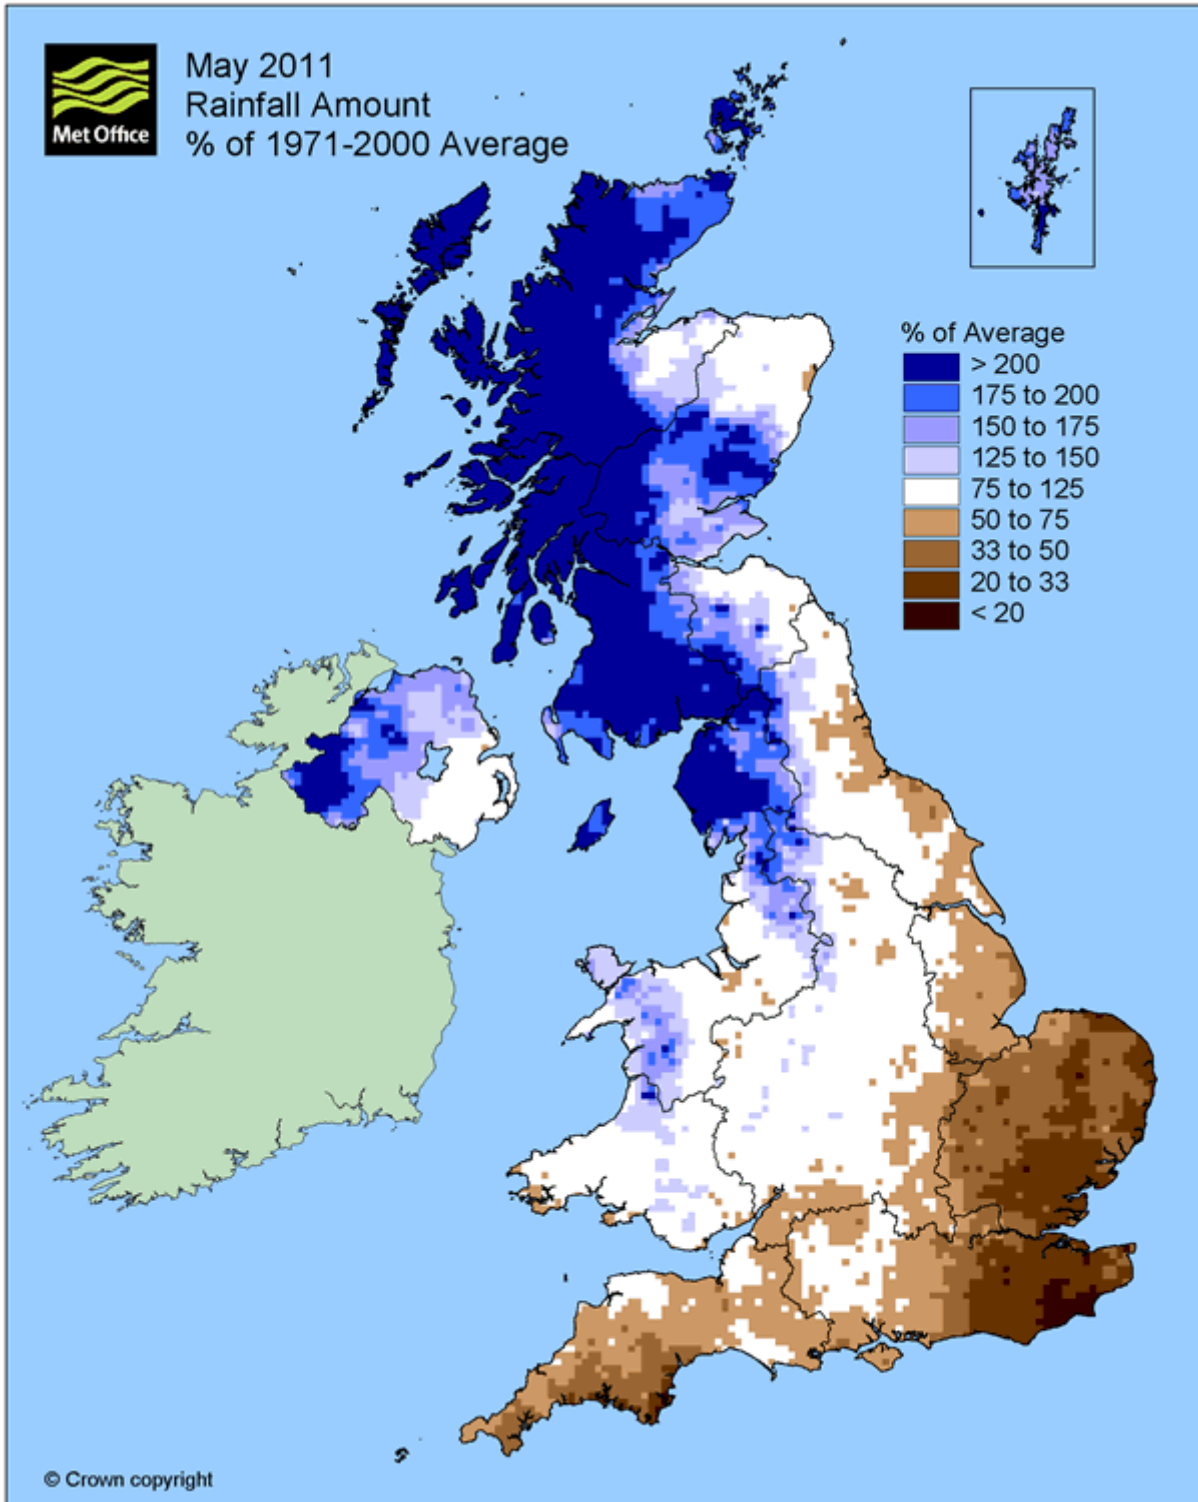 May 2011
Rainfall Amount
% of 1971-2000 Average
Met Office
% of Average
> 200
175 to 200
150 to 175
125 to 150
75 to 125
50 to 75
33 to 50
20 to 33
< 20
© Crown copyright